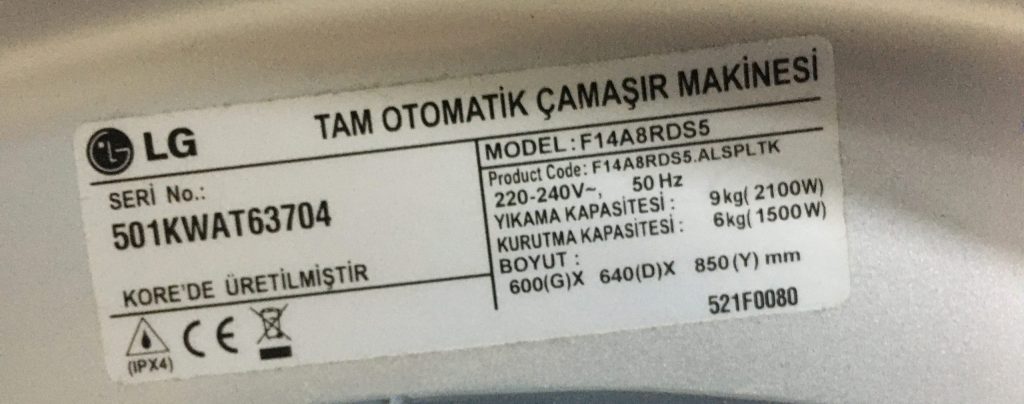 LG
TAM OTOMATİK ÇAMAŞIR MAKİNESİ
SERİ No.:
501KWAT63704
KORE'DE ÜRETİLMİŞTİR
(IPX4)
MODEL : F14A8RDS5
Product Code : F14A8RDS5.ALSPLTK
220-240V~, 50 Hz
YIKAMA KAPASİTESİ : 9kg( 2100W)
KURUTMA KAPASİTESİ : 6kg( 1500W)
BOYUT :
600(G)X 640(D)X 850(Y) mm
521F0080